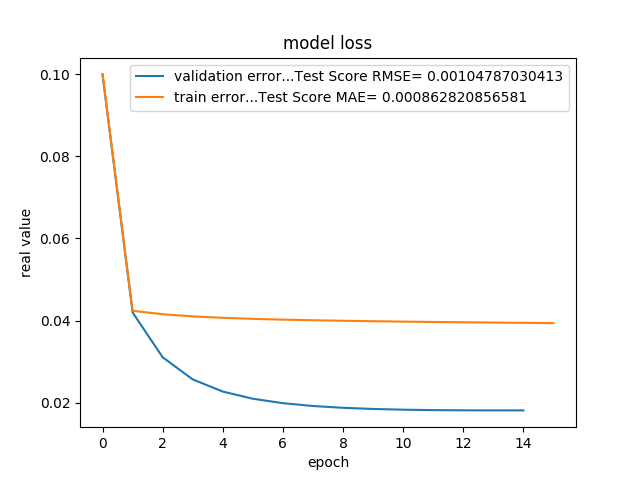 model loss
validation error...Test Score RMSE= 0.00104787030413
train error...Test Score MAE= 0.000862820856581
0.10
0.08
0.06
0.04
0.02
real value
0 2 4 6 8 10 12 14
epoch